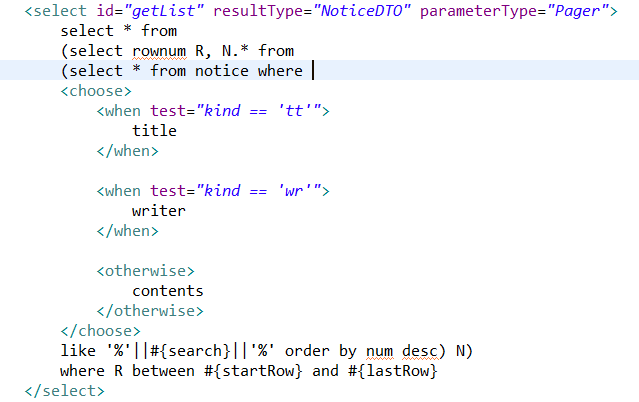 <select id="getList" resultType="NoticeDTO" parameterType="Pager">
select * from
(select rownum R, N.* from
(select * from notice where
<choose>
<when test="kind == 'tt'">
title
</when>
<when test="kind == 'wr'">
writer
</when>
<otherwise>
contents
</otherwise>
</choose>
like '%'||#{search}||'%' order by num desc) N)
where R between #{startRow} and #{lastRow}
</select>